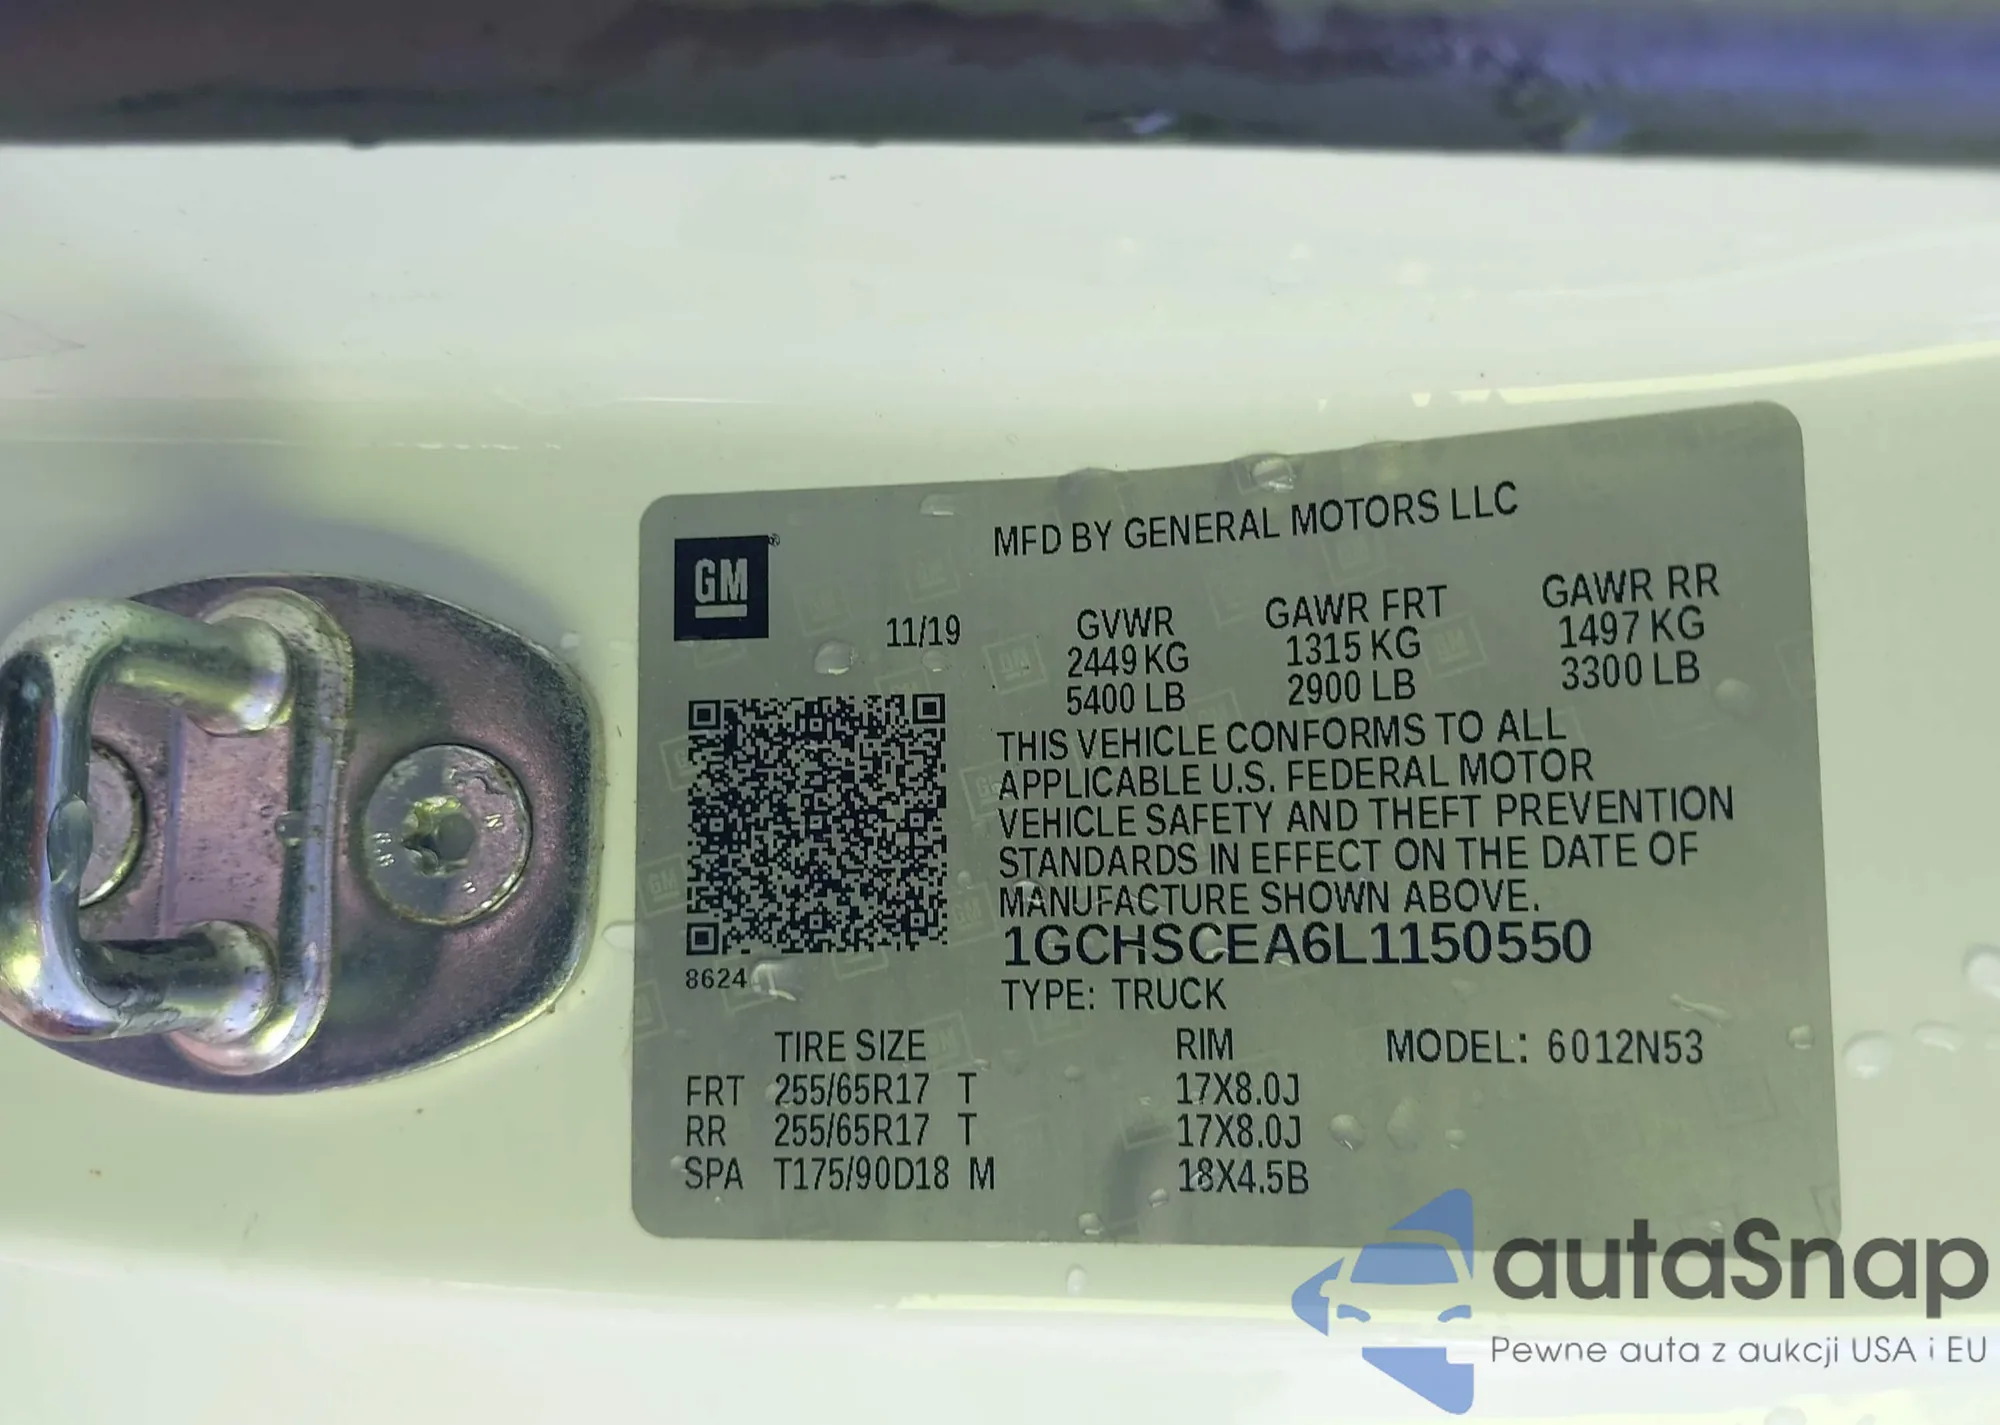 MFD BY GENERAL MOTORS LLC
GM ®
11/19
GVWR GAWR FRT GAWR RR
2449 KG 1315 KG 1497 KG
5400 LB 2900 LB 3300 LB
THIS VEHICLE CONFORMS TO ALL
APPLICABLE U.S. FEDERAL MOTOR
VEHICLE SAFETY AND THEFT PREVENTION
STANDARDS IN EFFECT ON THE DATE OF
MANUFACTURE SHOWN ABOVE.
1GCHSCEA6L1150550
8624
TYPE: TRUCK
TIRE SIZE RIM MODEL: 6012N53
FRT 255/65R17 T 17X8.0J
RR 255/65R17 T 17X8.0J
SPA T175/90D18 M 18X4.5B
autaSnap
Pewne auta z aukcji USA i EU